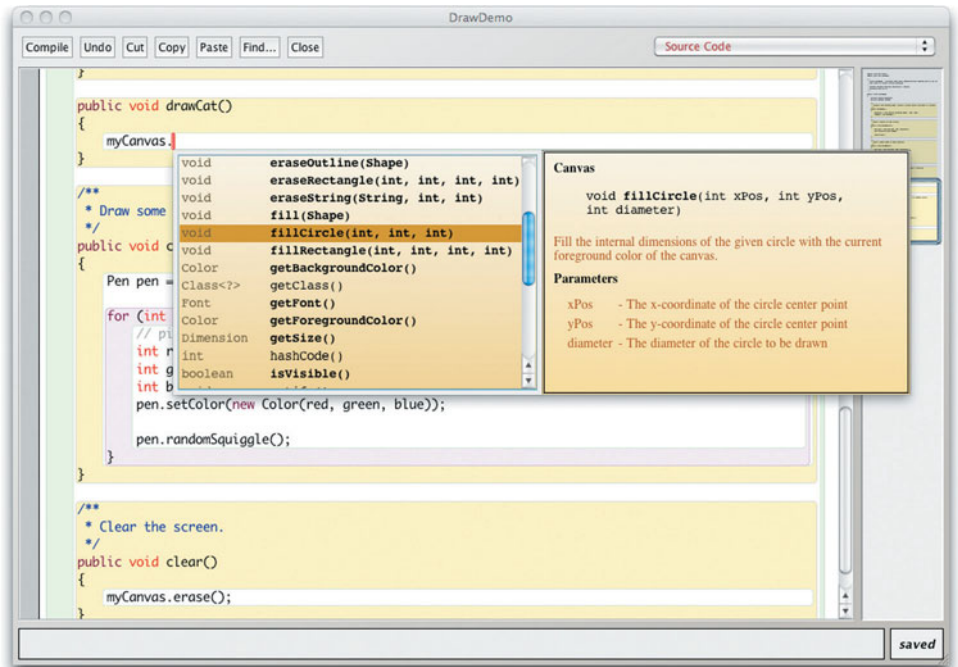 DrawDemo
Compile Undo Cut Copy Paste Find... Close Source Code
}
public void drawCat()
{
myCanvas.
}
void eraseOutline(Shape)
void eraseRectangle(int, int, int, int)
void eraseString(String, int, int)
void fill(Shape)
void fillCircle(int, int, int)
void fillRectangle(int, int, int, int)
Color getBackgroundColor()
Class<?> getClass()
Font getFont()
Color getForegroundColor()
Dimension getSize()
int hashCode()
boolean isVisible()
Canvas
void fillCircle(int xPos, int yPos,
int diameter)
Fill the internal dimensions of the given circle with the current
foreground color of the canvas.
Parameters
xPos - The x-coordinate of the circle center point
yPos - The y-coordinate of the circle center point
diameter - The diameter of the circle to be drawn
/**
* Draw some
*/
public void c
{
Pen pen =
for (int
// pi
int r
int g
int b
pen.setColor(new Color(red, green, blue));
pen.randomSquiggle();
}
}
/**
* Clear the screen.
*/
public void clear()
{
myCanvas.erase();
}
saved